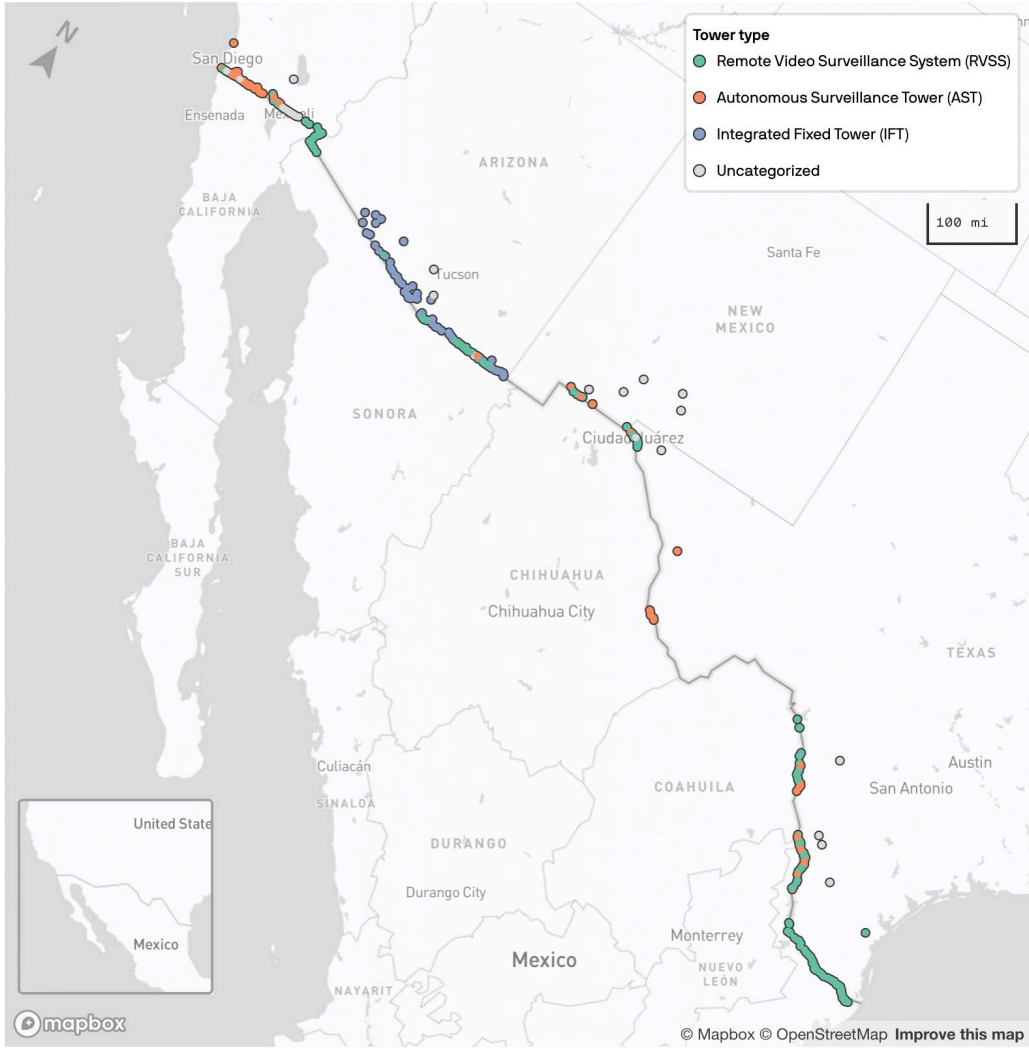 N
Tower type
Remote Video Surveillance System (RVSS)
Autonomous Surveillance Tower (AST)
Integrated Fixed Tower (IFT)
Uncategorized
100 mi
San Diego
Ensenada
ARIZONA
BAJA
CALIFORNIA
Santa Fe
Tucson
NEW
MEXICO
SONORA
Ciudad Juárez
BAJA
CALIFORNIA
SUR
CHIHUAHUA
Chihuahua City
TEXAS
Culiacán
SINALOA
COAHUILA
Austin
San Antonio
United State
DURANGO
Durango City
Mexico
Monterrey
Mexico
NUEVO
LEÓN
NAYARIT
mapbox
© Mapbox © OpenStreetMap Improve this map